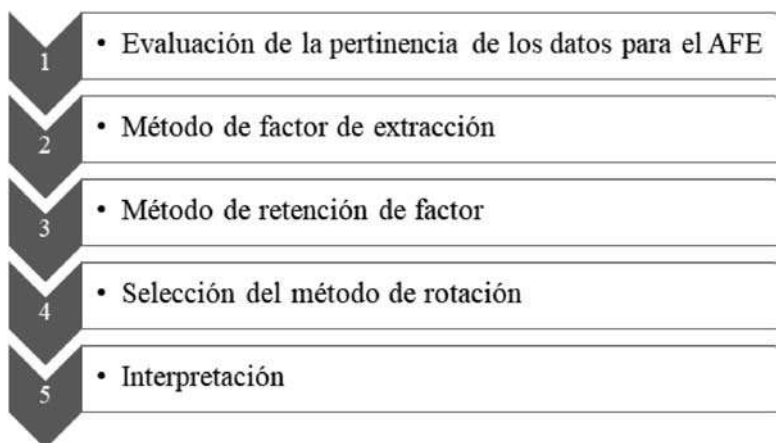 1 • Evaluación de la pertinencia de los datos para el AFE
2 • Método de factor de extracción
3 • Método de retención de factor
4 • Selección del método de rotación
5 • Interpretación